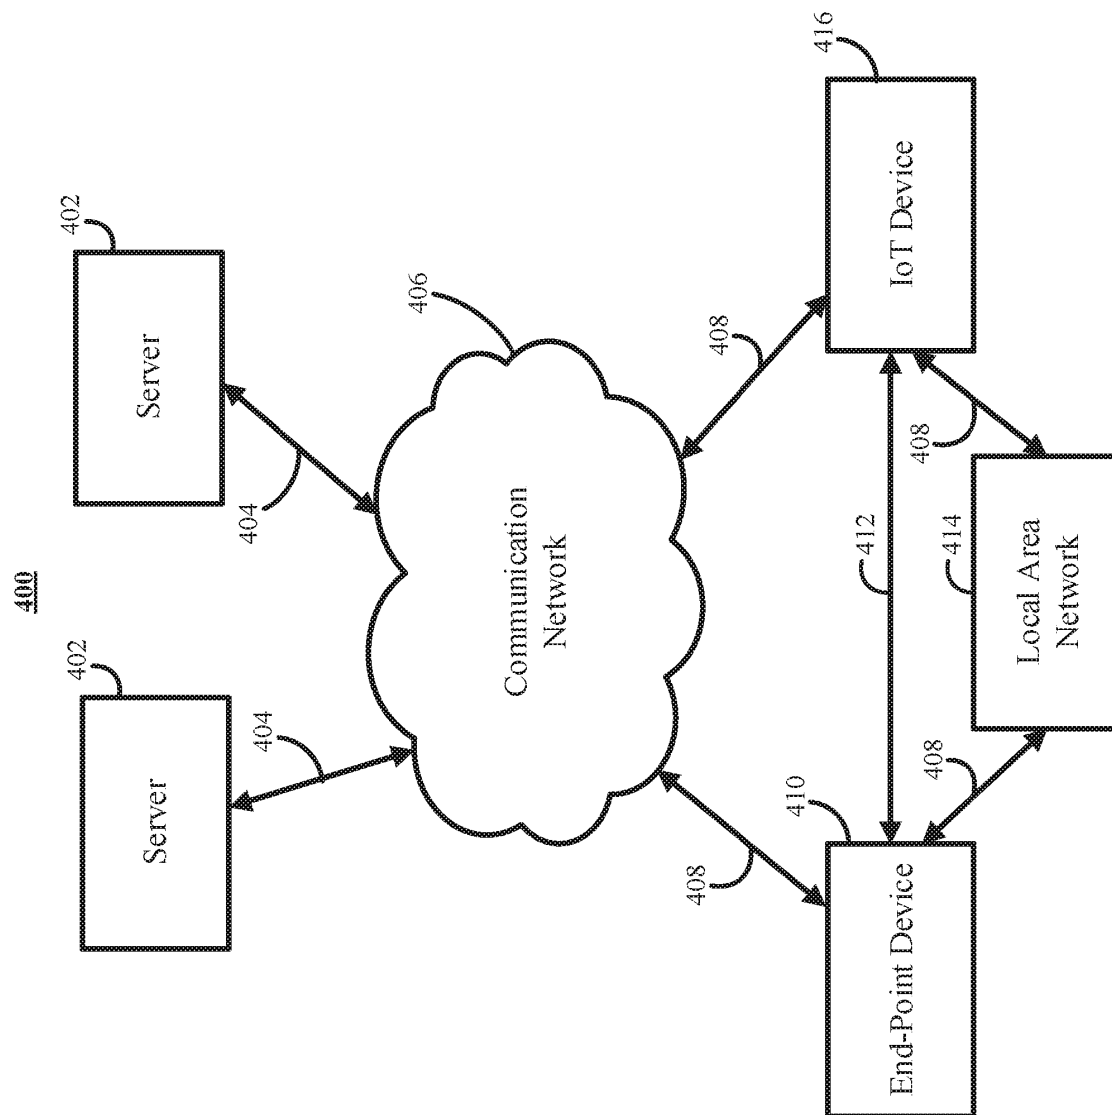 400
402
Server
404
402
Server
404
406
Communication
Network
408
408
410
End-Point Device
412
416
IoT Device
408
414
Local Area
Network
408